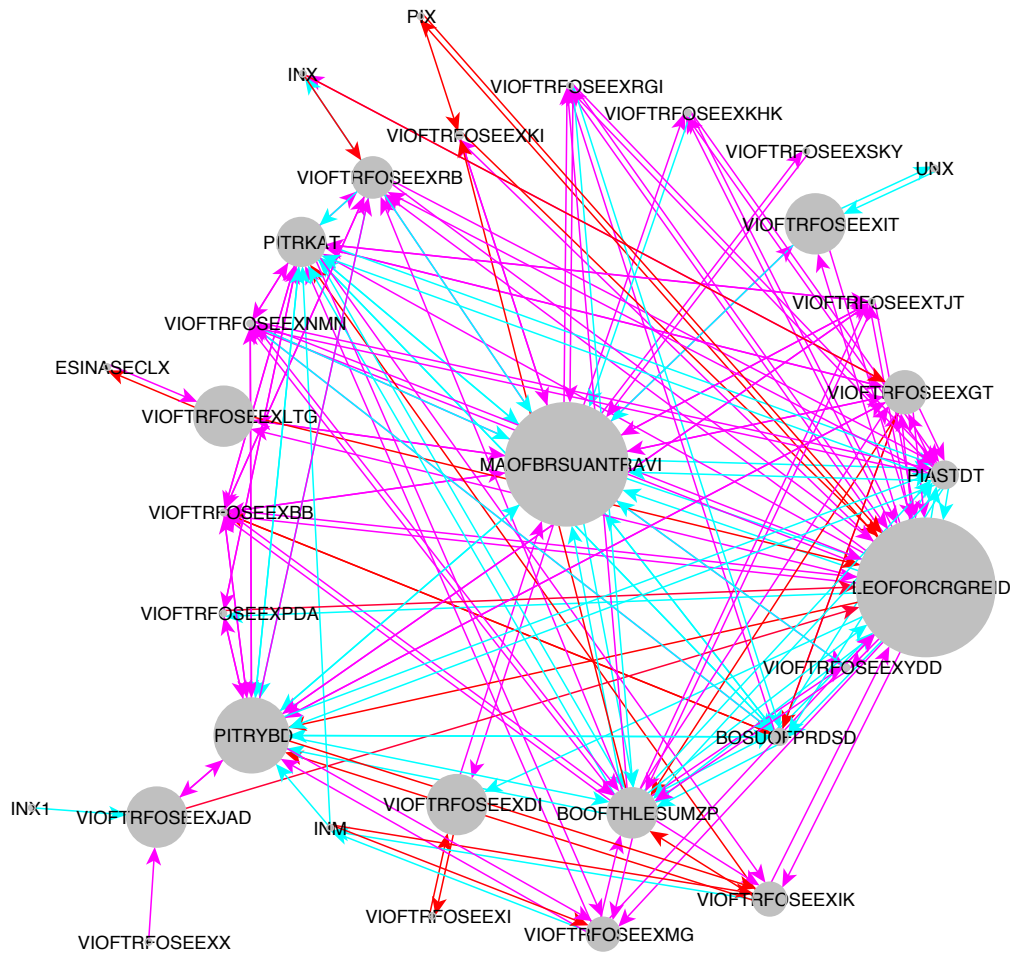 PIX
INX
VIOFTRFOSEEXRGI
VIOFTRFOSEEXKHK
VIOFTRFOSEEXKI
VIOFTRFOSEEXSKY
UNX
VIOFTRFOSEEXRB
VIOFTRFOSEEXIT
PITRKAT
VIOFTRFOSEEXTJT
VIOFTRFOSEEXNMN
ESINASECLX
VIOFTRFOSEEXGT
VIOFTRFOSEEXLTG
MAOFBRSUANTRAVI
PIASTDT
VIOFTRFOSEEXBB
LEOFORCRGREID
VIOFTRFOSEEXPDA
VIOFTRFOSEEXYDD
PITRYBD
BOSUOFPRDSD
VIOFTRFOSEEXDI
INX1
VIOFTRFOSEEXJAD
BOOFTHLESUMZP
INM
VIOFTRFOSEEXIK
VIOFTRFOSEEXI
VIOFTRFOSEEXMG
VIOFTRFOSEEXX